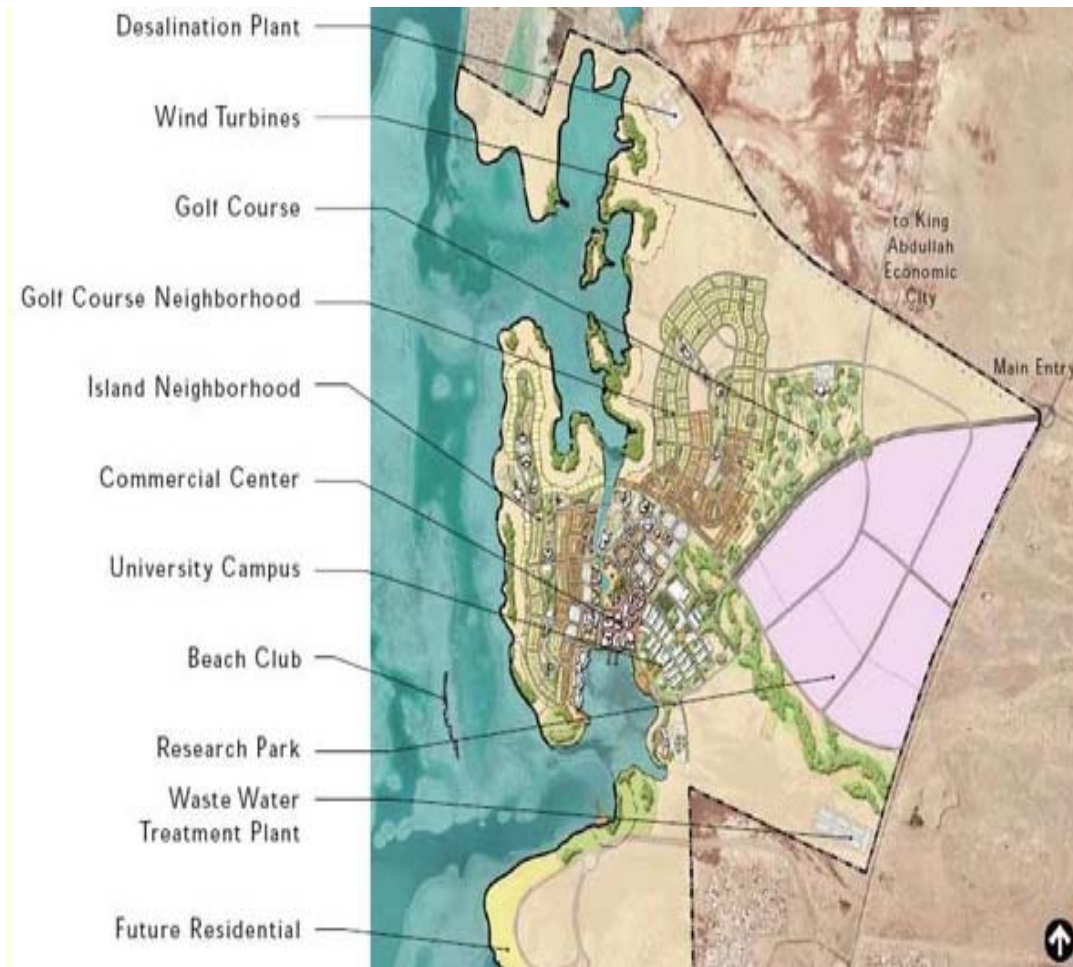 Desalination Plant
Wind Turbines
Golf Course
to King
Abdullah
Economic
City
Golf Course Neighborhood
Main Entry
Island Neighborhood
Commercial Center
University Campus
Beach Club
Research Park
Waste Water
Treatment Plant
Future Residential